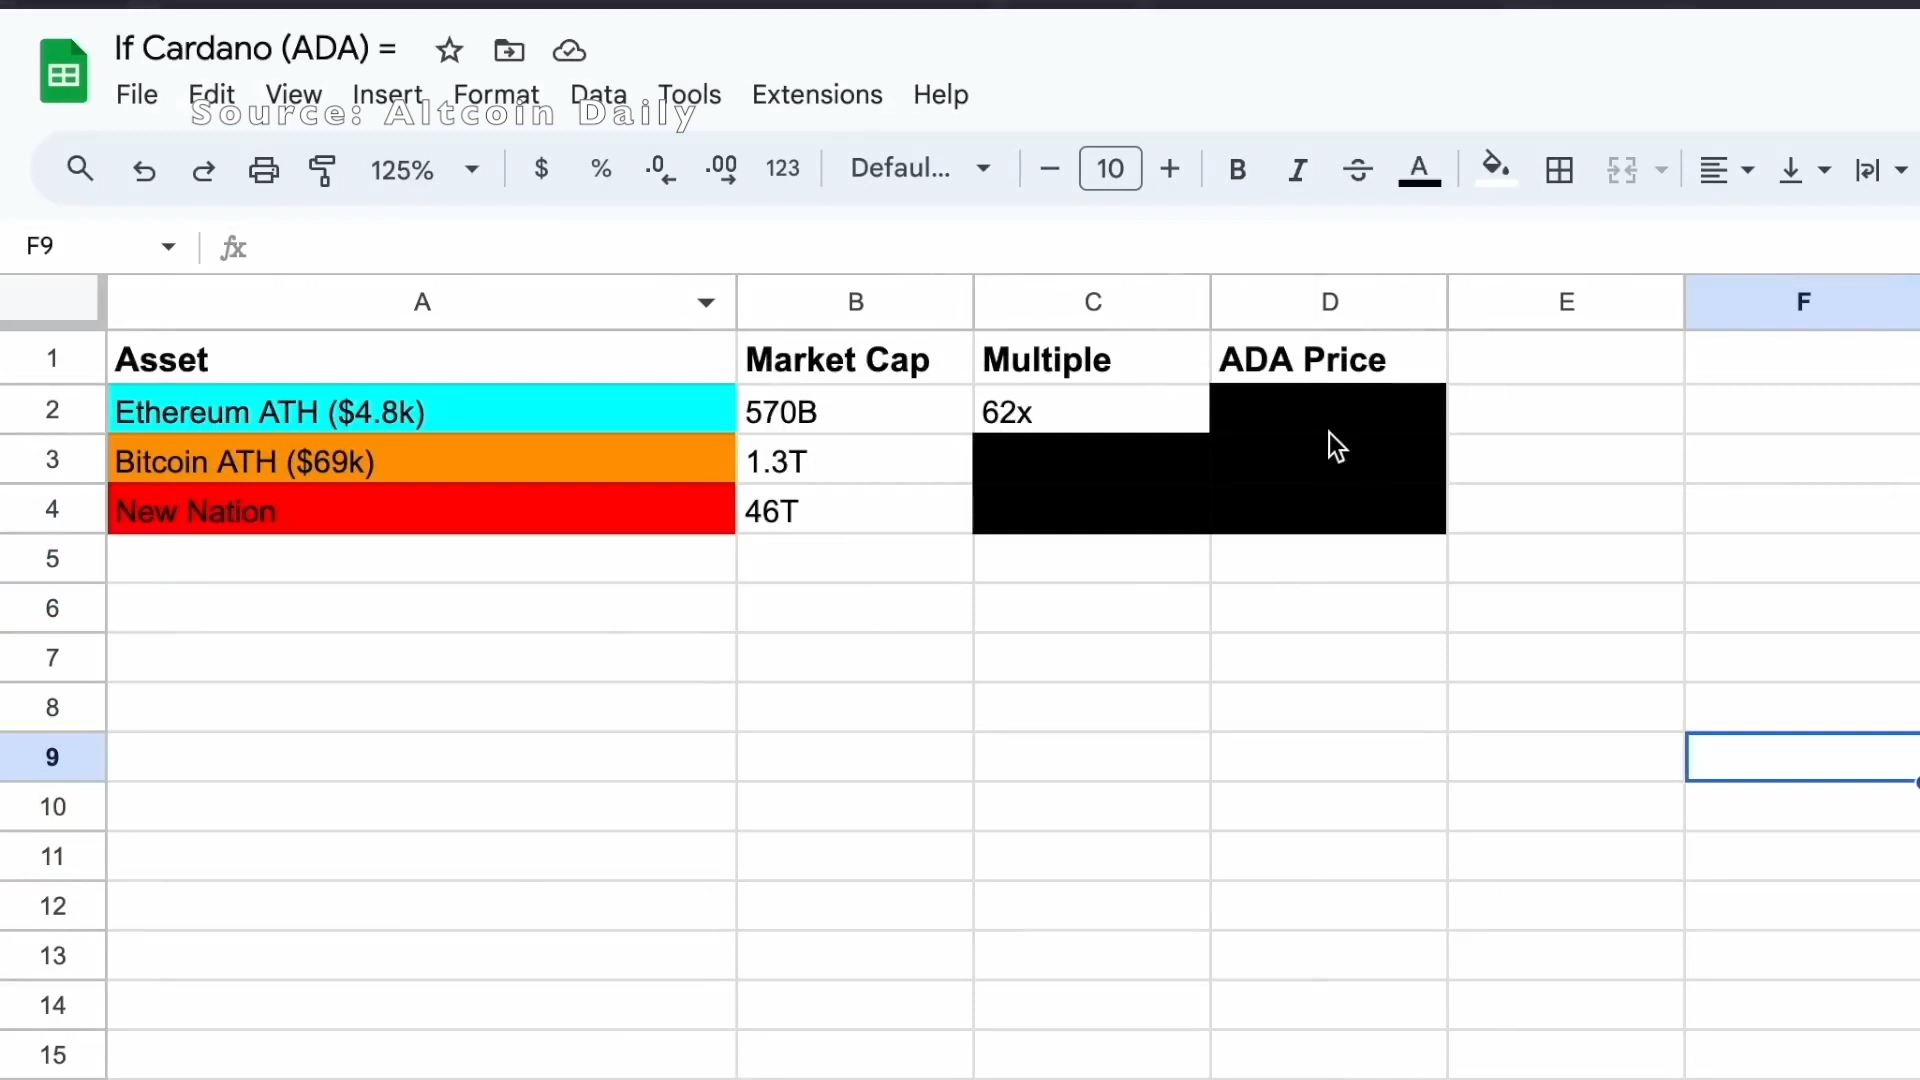 If Cardano (ADA) =
File Edit View Insert Format Data Tools Extensions Help
Source: Altcoin Daily
125% $ % .0 .00 123 Defaul... 10 B I S A
F9 fx
A B C D E F
1 Asset Market Cap Multiple ADA Price
2 Ethereum ATH ($4.8k) 570B 62x
3 Bitcoin ATH ($69k) 1.3T
4 New Nation 46T
5
6
7
8
9
10
11
12
13
14
15